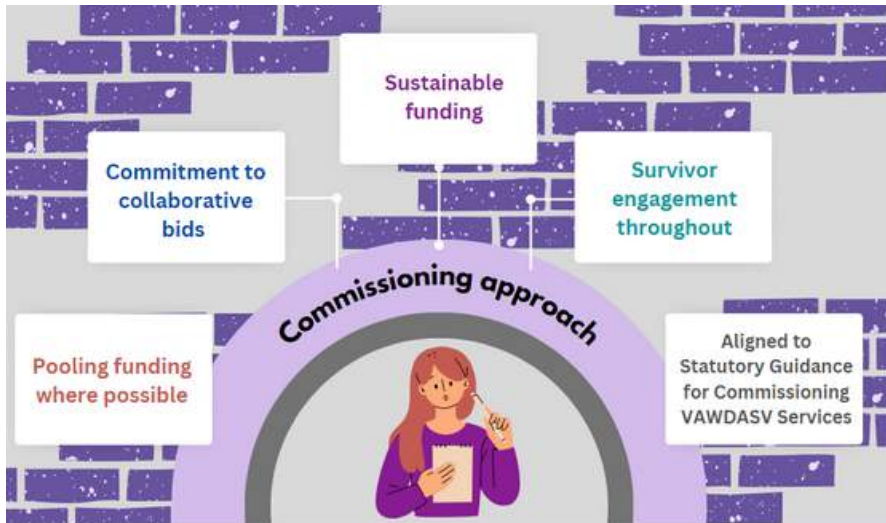 Sustainable
funding
Commitment to
collaborative
bids
Survivor
engagement
throughout
Commissioning approach
Pooling funding
where possible
Aligned to
Statutory Guidance
for Commissioning
VAWDASV Services